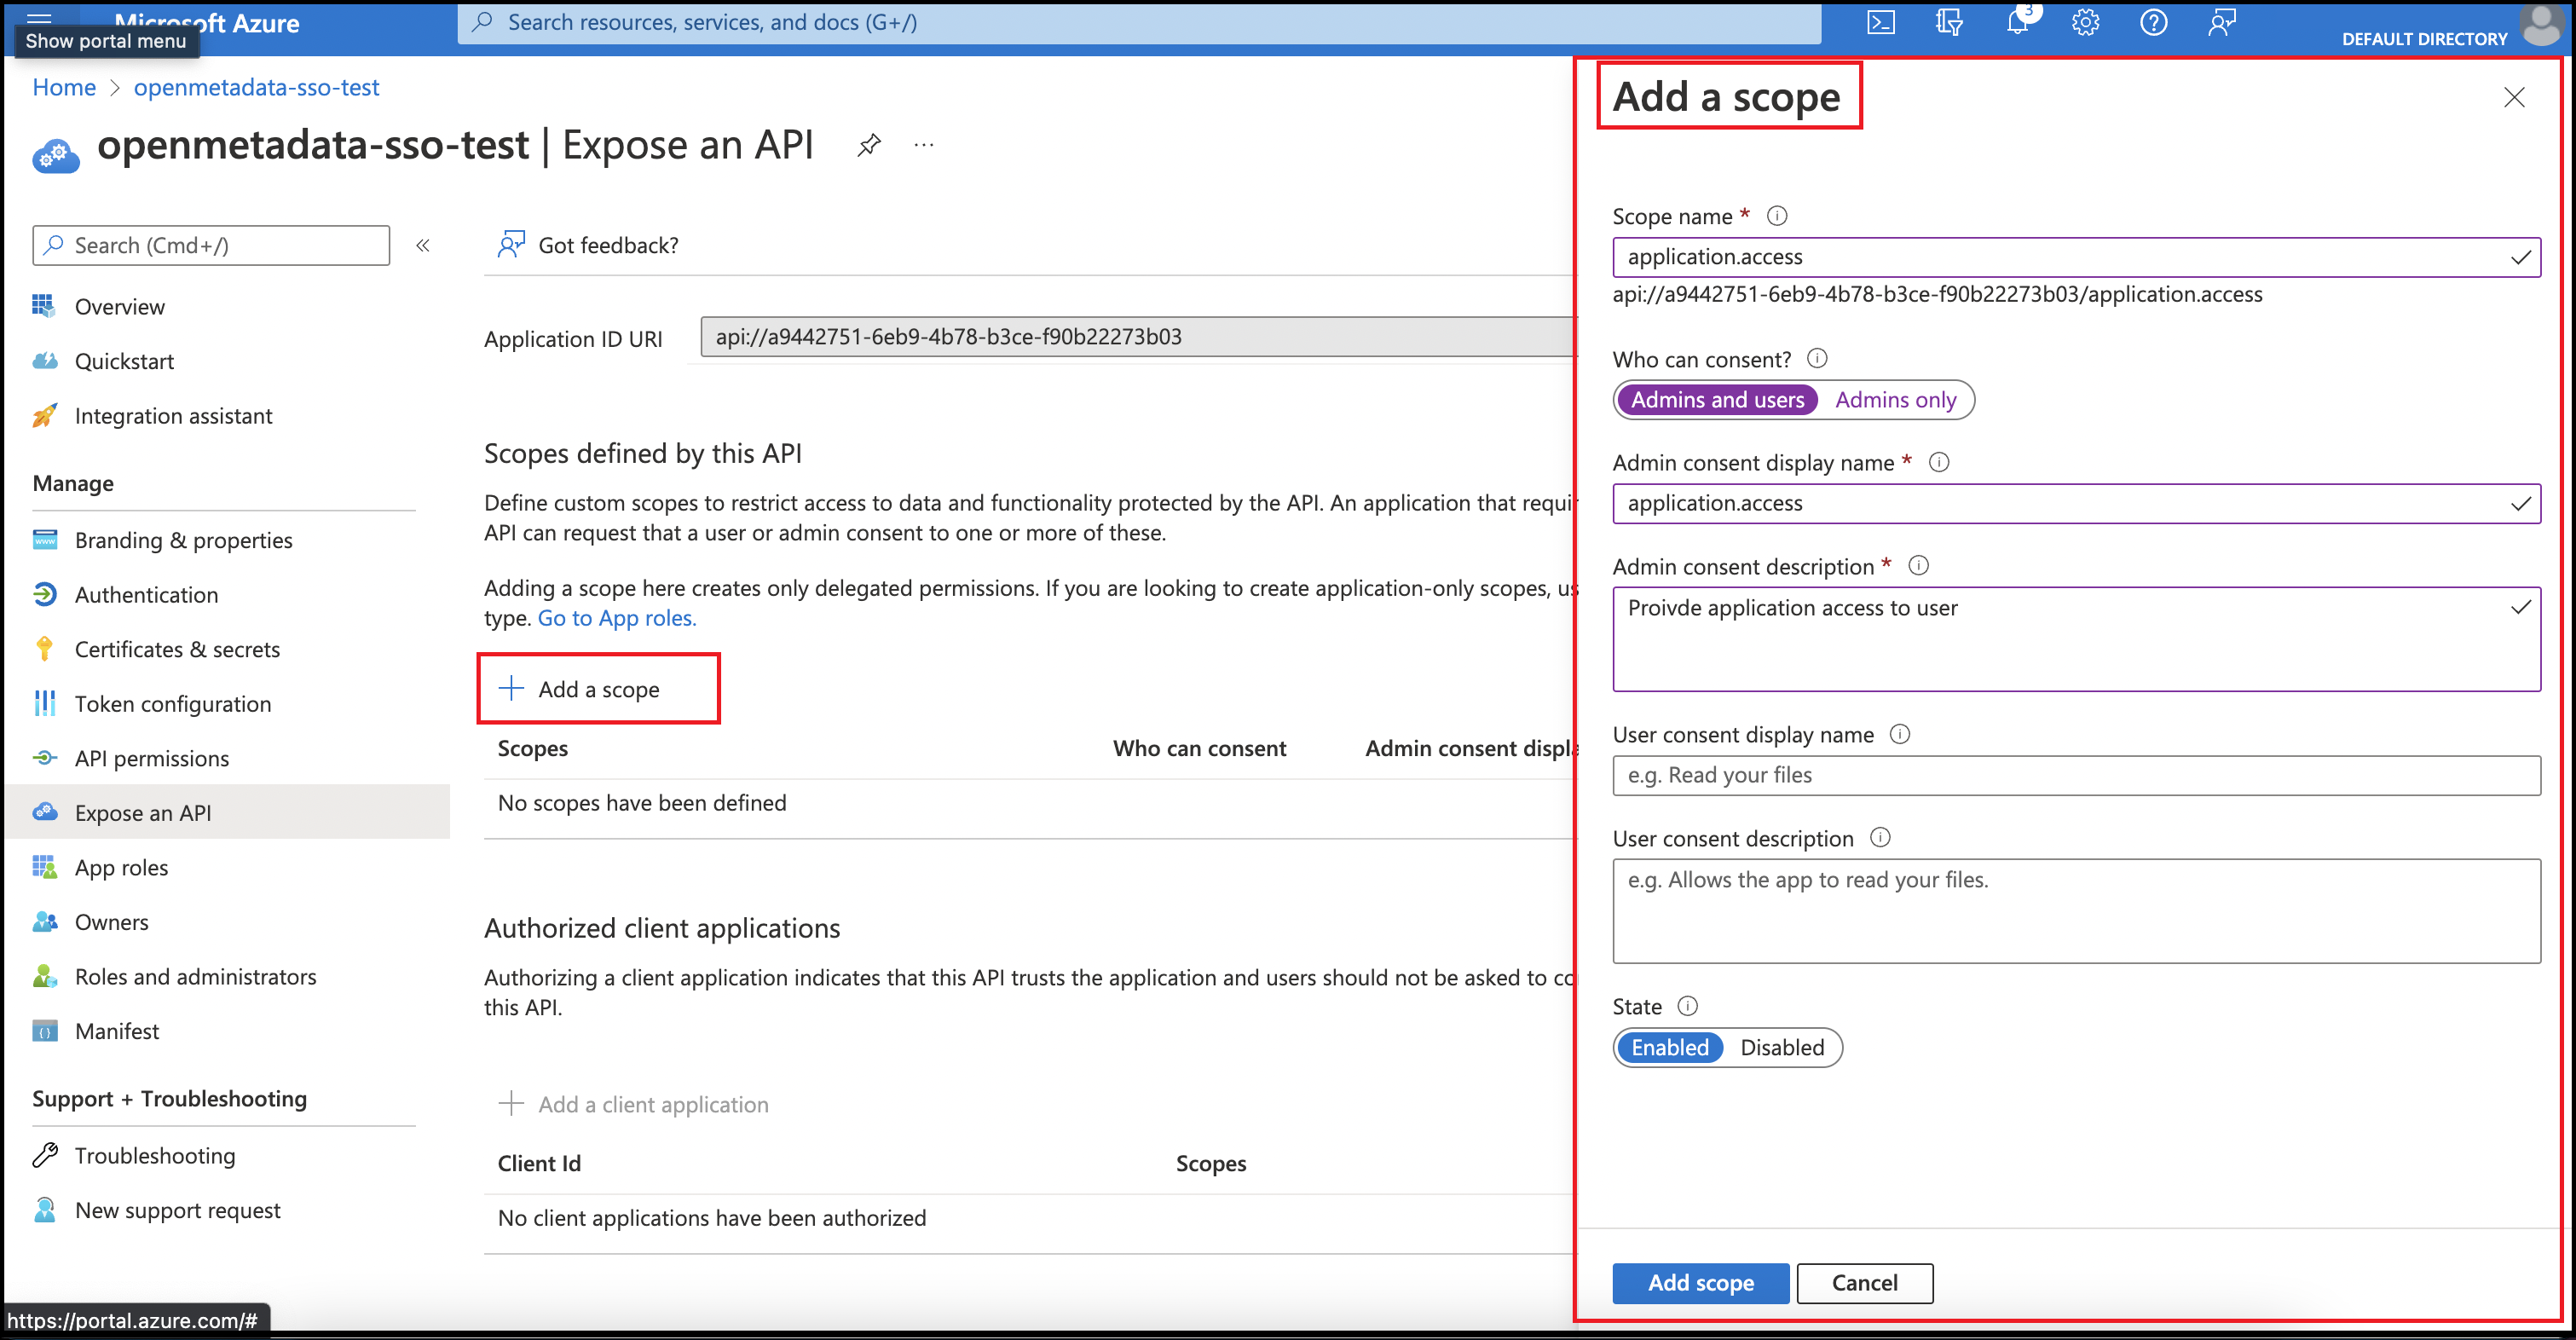 Microsoft Azure
Show portal menu
Search resources, services, and docs (G+/)
3
DEFAULT DIRECTORY
Home > openmetadata-sso-test
openmetadata-sso-test | Expose an API
...
Search (Cmd+/)
«
Overview
Quickstart
Integration assistant
Manage
Branding & properties
Authentication
Certificates & secrets
Token configuration
API permissions
Expose an API
App roles
Owners
Roles and administrators
Manifest
Support + Troubleshooting
Troubleshooting
New support request
https://portal.azure.com/#
Got feedback?
Application ID URI
api://a9442751-6eb9-4b78-b3ce-f90b22273b03
Scopes defined by this API
Define custom scopes to restrict access to data and functionality protected by the API. An application that requir
API can request that a user or admin consent to one or more of these.
Adding a scope here creates only delegated permissions. If you are looking to create application-only scopes, us
type. Go to App roles.
Add a scope
Scopes Who can consent Admin consent displa
No scopes have been defined
Authorized client applications
Authorizing a client application indicates that this API trusts the application and users should not be asked to co
this API.
Add a client application
Client Id Scopes
No client applications have been authorized
Add a scope
Scope name *
application.access
api://a9442751-6eb9-4b78-b3ce-f90b22273b03/application.access
Who can consent?
Admins and users Admins only
Admin consent display name *
application.access
Admin consent description *
Proivde application access to user
User consent display name
e.g. Read your files
User consent description
e.g. Allows the app to read your files.
State
Enabled Disabled
Add scope Cancel